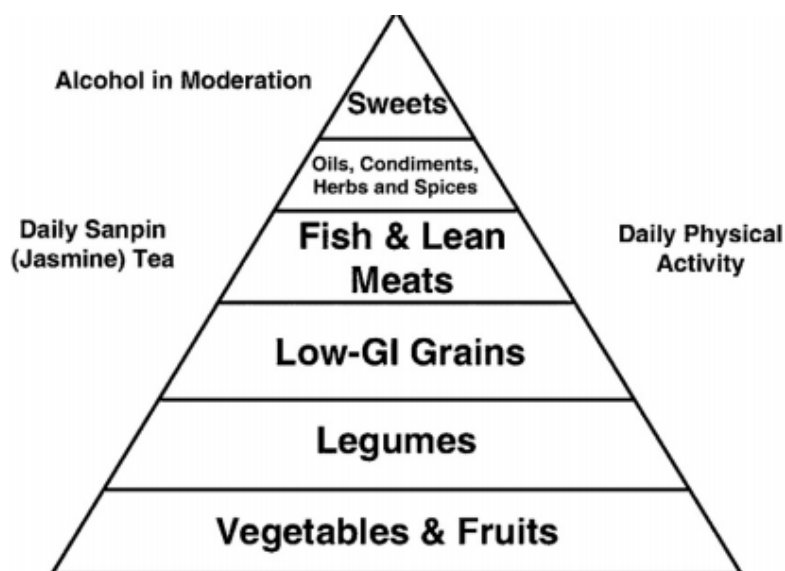 Alcohol in Moderation
Sweets
Oils, Condiments,
Herbs and Spices
Daily Sanpin
(Jasmine) Tea
Fish & Lean
Meats
Daily Physical
Activity
Low-GI Grains
Legumes
Vegetables & Fruits